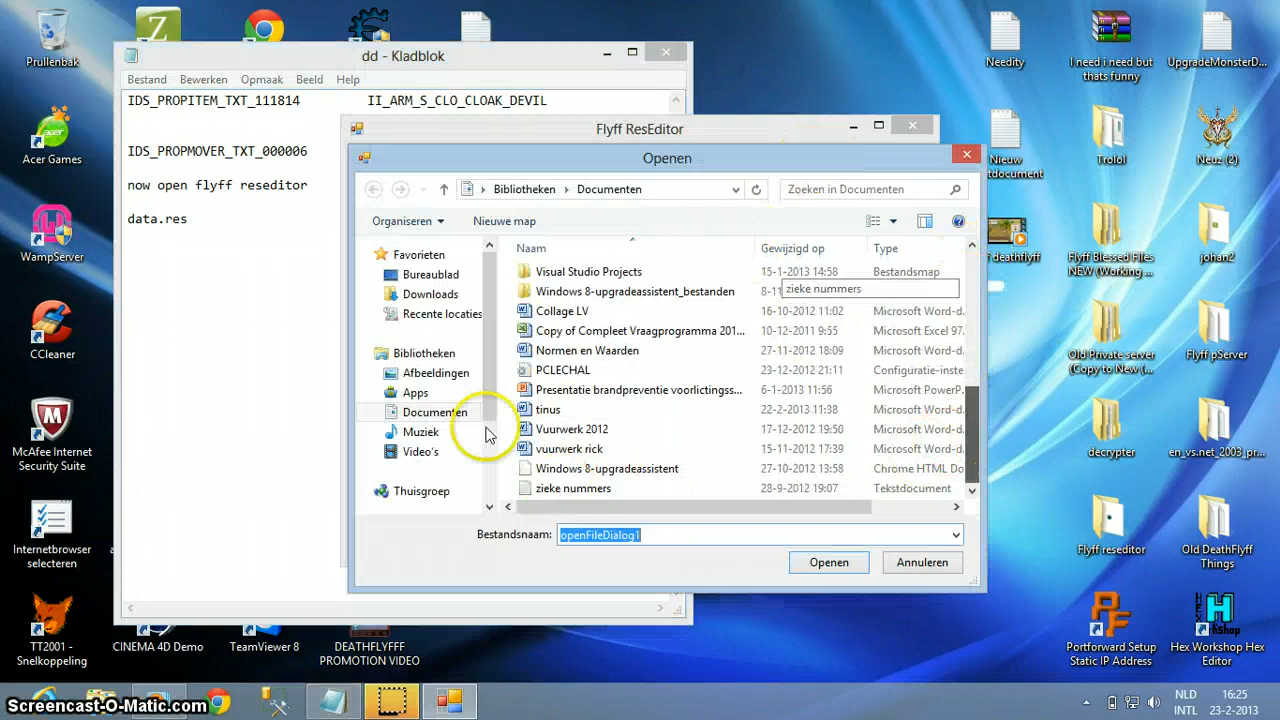 Prullenbak
Acer Games
WampServer
CCleaner
McAfee Internet
Security Suite
Internetbrowser
selecteren
TT2001 -
Snelkoppeling
CINEMA 4D Demo
TeamViewer 8
DEATHFLYFFF
PROMOTION VIDEO
dd - Kladblok
Bestand Bewerken Opmaak Beeld Help
IDS_PROPITEM_TXT_111814 II_ARM_S_CLO_CLOAK_DEVIL
IDS_PROPMOVER_TXT_000006
now open flyff reseditor
data.res
Flyff ResEditor
Openen
Bibliotheken Documenten
Zoeken in Documenten
Organiseren Nieuwe map
Favorieten
Bureaublad
Downloads
Recente locaties
Bibliotheken
Afbeeldingen
Apps
Documenten
Muziek
Video's
Thuisgroep
Naam Gewijzigd op Type
Visual Studio Projects 15-1-2013 14:58 Bestandsmap
zieke nummers
Windows 8-upgradeassistent_bestanden 8-11
Collage LV 16-10-2012 11:02 Microsoft Word-d...
Copy of Compleet Vraagprogramma 201... 10-12-2011 9:55 Microsoft Excel 97...
Normen en Waarden 27-11-2012 18:09 Microsoft Word-d...
PCLECHAL 23-12-2012 21:11 Configuratie-inste
Presentatie brandpreventie voorlichtingss... 6-1-2013 11:56 Microsoft PowerP...
tinus 22-2-2013 11:38 Microsoft Word-d...
Vuurwerk 2012 17-12-2012 19:50 Microsoft Word-d...
vuurwerk rick 15-11-2012 17:39 Microsoft Word-d...
Windows 8-upgradeassistent 27-10-2012 13:58 Chrome HTML Do
zieke nummers 28-9-2012 19:07 Tekstdocument
Bestandsnaam: openFileDialog1
Openen Annuleren
Needity
I need i need but
thats funny
UpgradeMonsterD...
Nieuw
Trolol
Neuz (2)
deathflyff
Flyff Blessed Files
NEW (Working ...
johan2
Old Private server
(Copy to New (...
Flyff pServer
decrypter
en_vs.net_2003_pr...
Flyff reseditor
Old DeathFlyff
Things
Portforward Setup
Static IP Address
Hex Workshop Hex
Editor
Screencast-O-Matic.com
NLD
INTL
16:25
23-2-2013